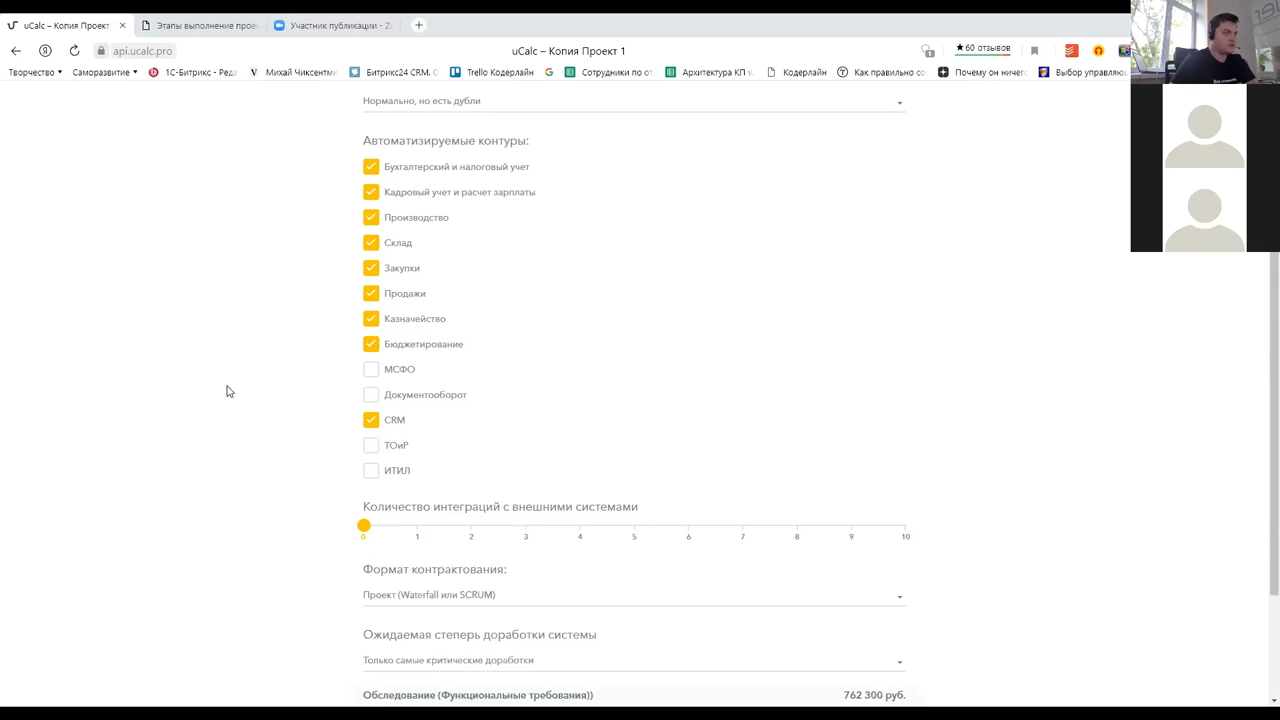 uCalc – Копия Проект
Этапы выполнение прое
Участник публикации - Zo
api.ucalc.pro
uCalc – Копия Проект 1
★ 60 отзывов
Творчество
Саморазвитие
1С-Битрикс - Реда
Михай Чиксентми
Битрикс24 CRM. С
Trello Кодерлайн
Сотрудники по от
Архитектура КП v.
Кодерлайн
Как правильно со
Почему он ничег
Выбор управляю
Нормально, но есть дубли
Автоматизируемые контуры:
Бухгалтерский и налоговый учет
Кадровый учет и расчет зарплаты
Производство
Склад
Закупки
Продажи
Казначейство
Бюджетирование
МСФО
Документооборот
CRM
ТОиР
ИТИЛ
Количество интеграций с внешними системами
0 1 2 3 4 5 6 7 8 9 10
Формат контрактования:
Проект (Waterfall или SCRUM)
Ожидаемая степерь доработки системы
Только самые критические доработки
Обследование (Функциональные требования)) 762 300 руб.